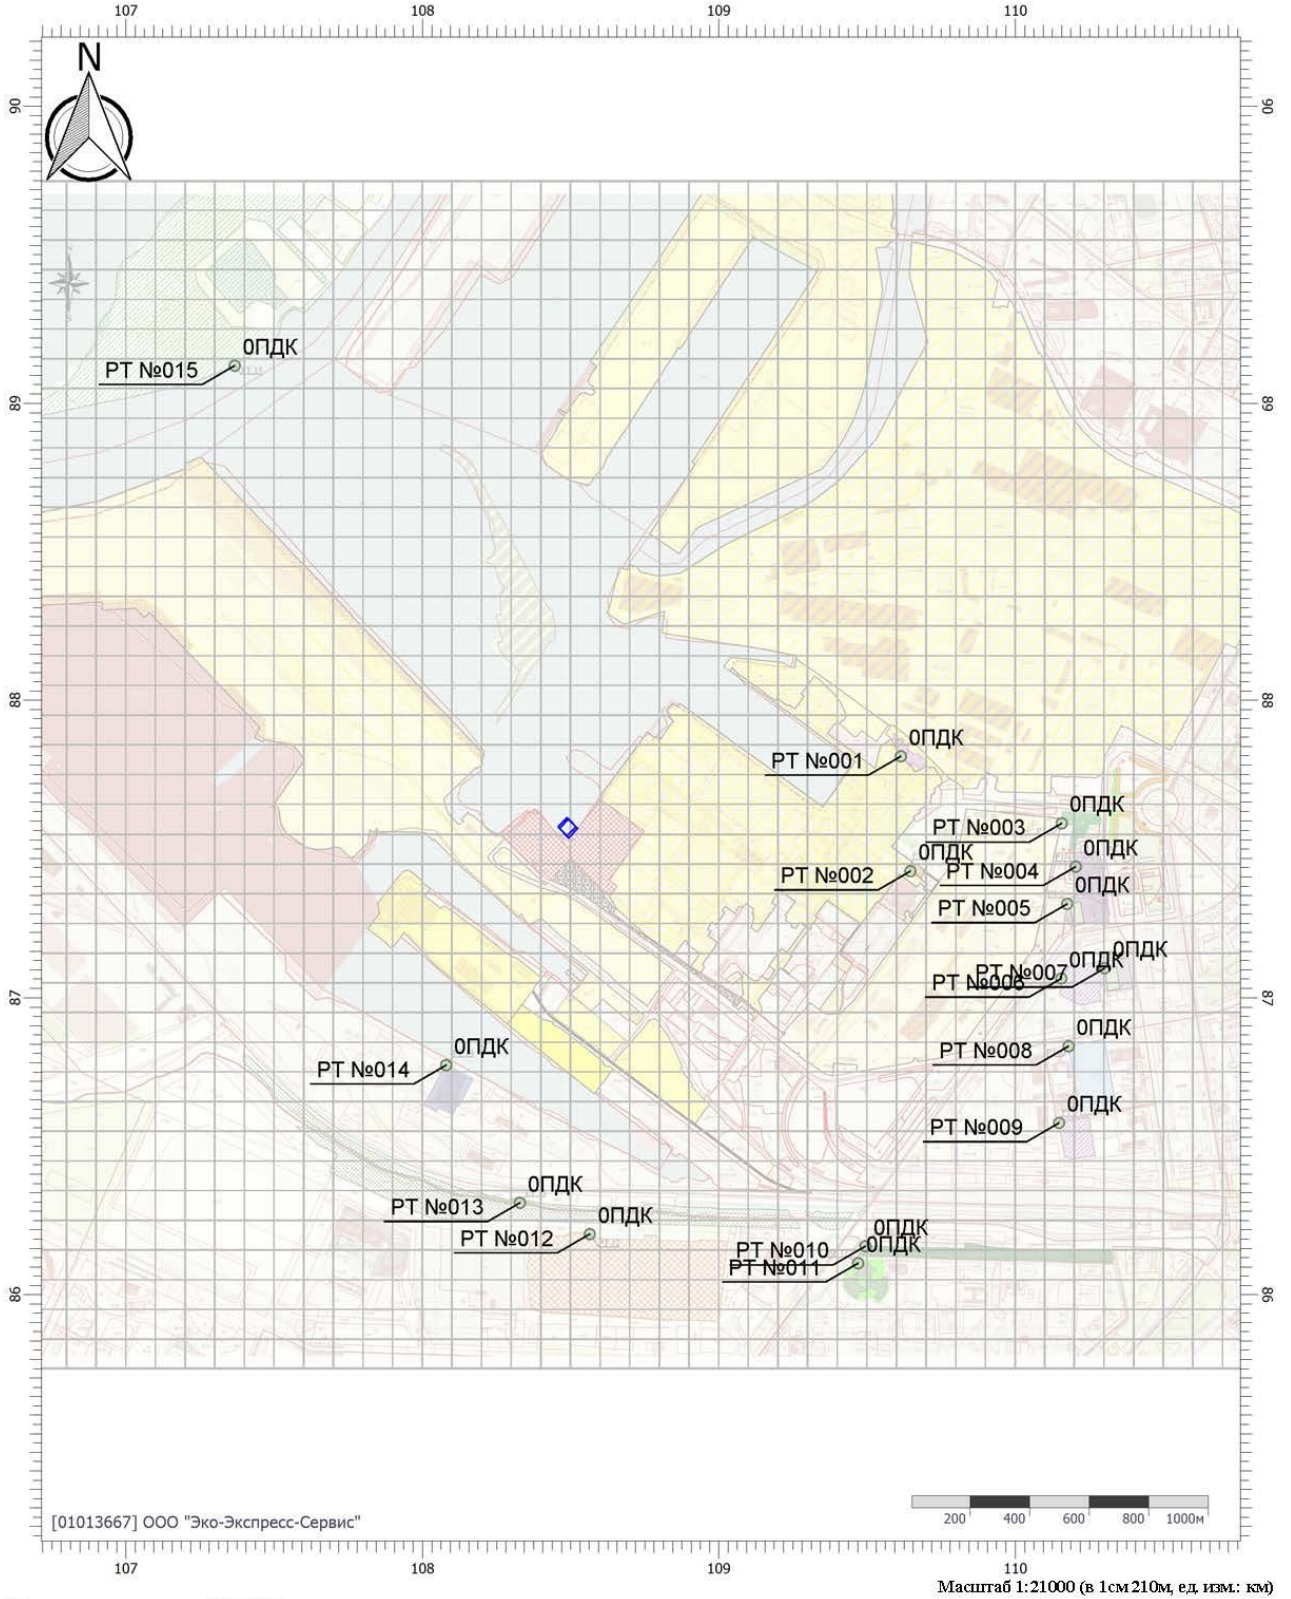 107 108 109 110
N
90 90
0ПДК
РТ №015
89 89
88 88
0ПДК
РТ №001
0ПДК
РТ №003
0ПДК
0ПДК
РТ №002
РТ №004
0ПДК
РТ №005
0ПДК
0ПДК
РТ №007
РТ №006
87 87
0ПДК
РТ №008
0ПДК
РТ №014
0ПДК
РТ №009
0ПДК
РТ №013
0ПДК
РТ №012
0ПДК
РТ №010
0ПДК
РТ №011
86 86
[01013667] ООО "Эко-Экспресс-Сервис"
200 400 600 800 1000м
107 108 109 110
Масштаб 1:21000 (в 1см 210м, ед. изм.: км)